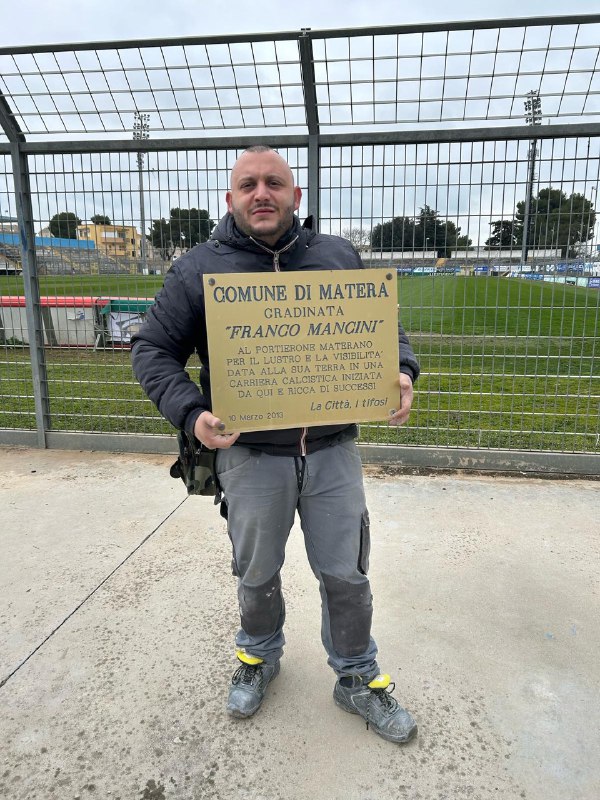 COMUNE DI MATERA
GRADINATA
"FRANCO MANCINI"
AL PORTIERONE MATERANO
PER IL LUSTRO E LA VISIBILITA'
DATA ALLA SUA TERRA IN UNA
CARRIERA CALCISTICA INIZIATA
DA QUI E RICCA DI SUCCESSI
La Città, i tifosi
10 Marzo 2013